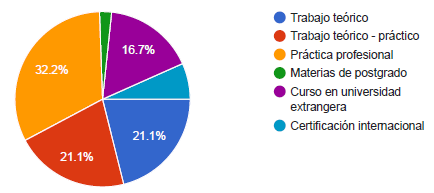 16.7%
32.2%
21.1%
21.1%
Trabajo teórico
Trabajo teórico - práctico
Práctica profesional
Materias de postgrado
Curso en universidad
extrangera
Certificación internacional